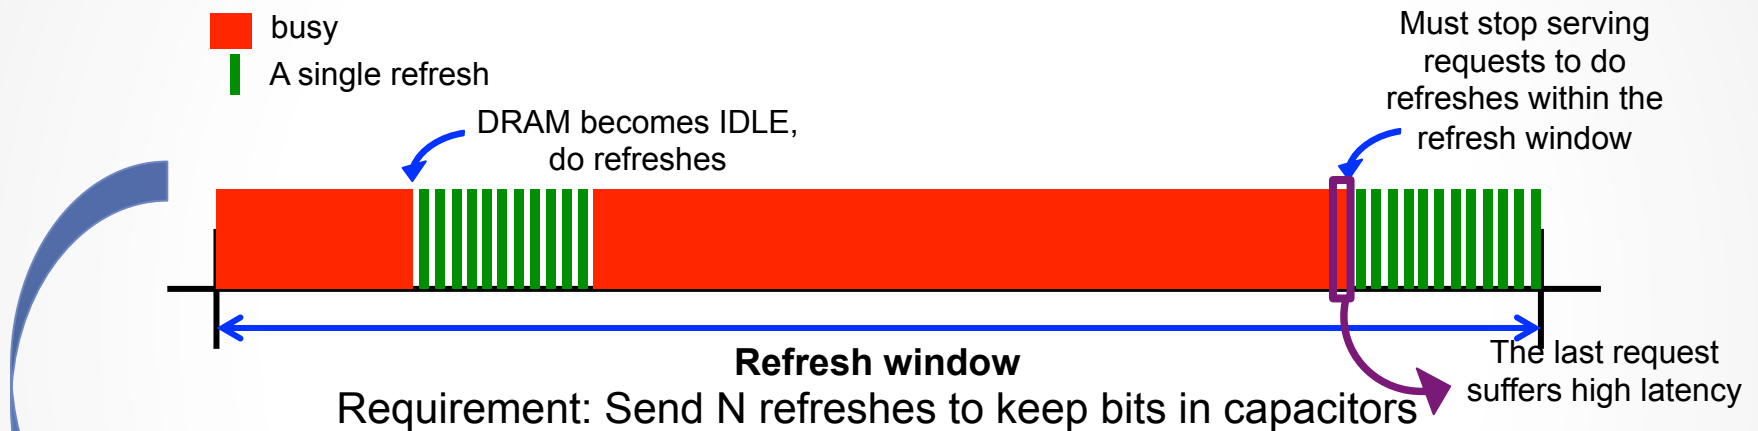 busy
A single refresh
DRAM becomes IDLE,
do refreshes
Must stop serving
requests to do
refreshes within the
refresh window
Refresh window
The last request
suffers high latency
Requirement: Send N refreshes to keep bits in capacitors